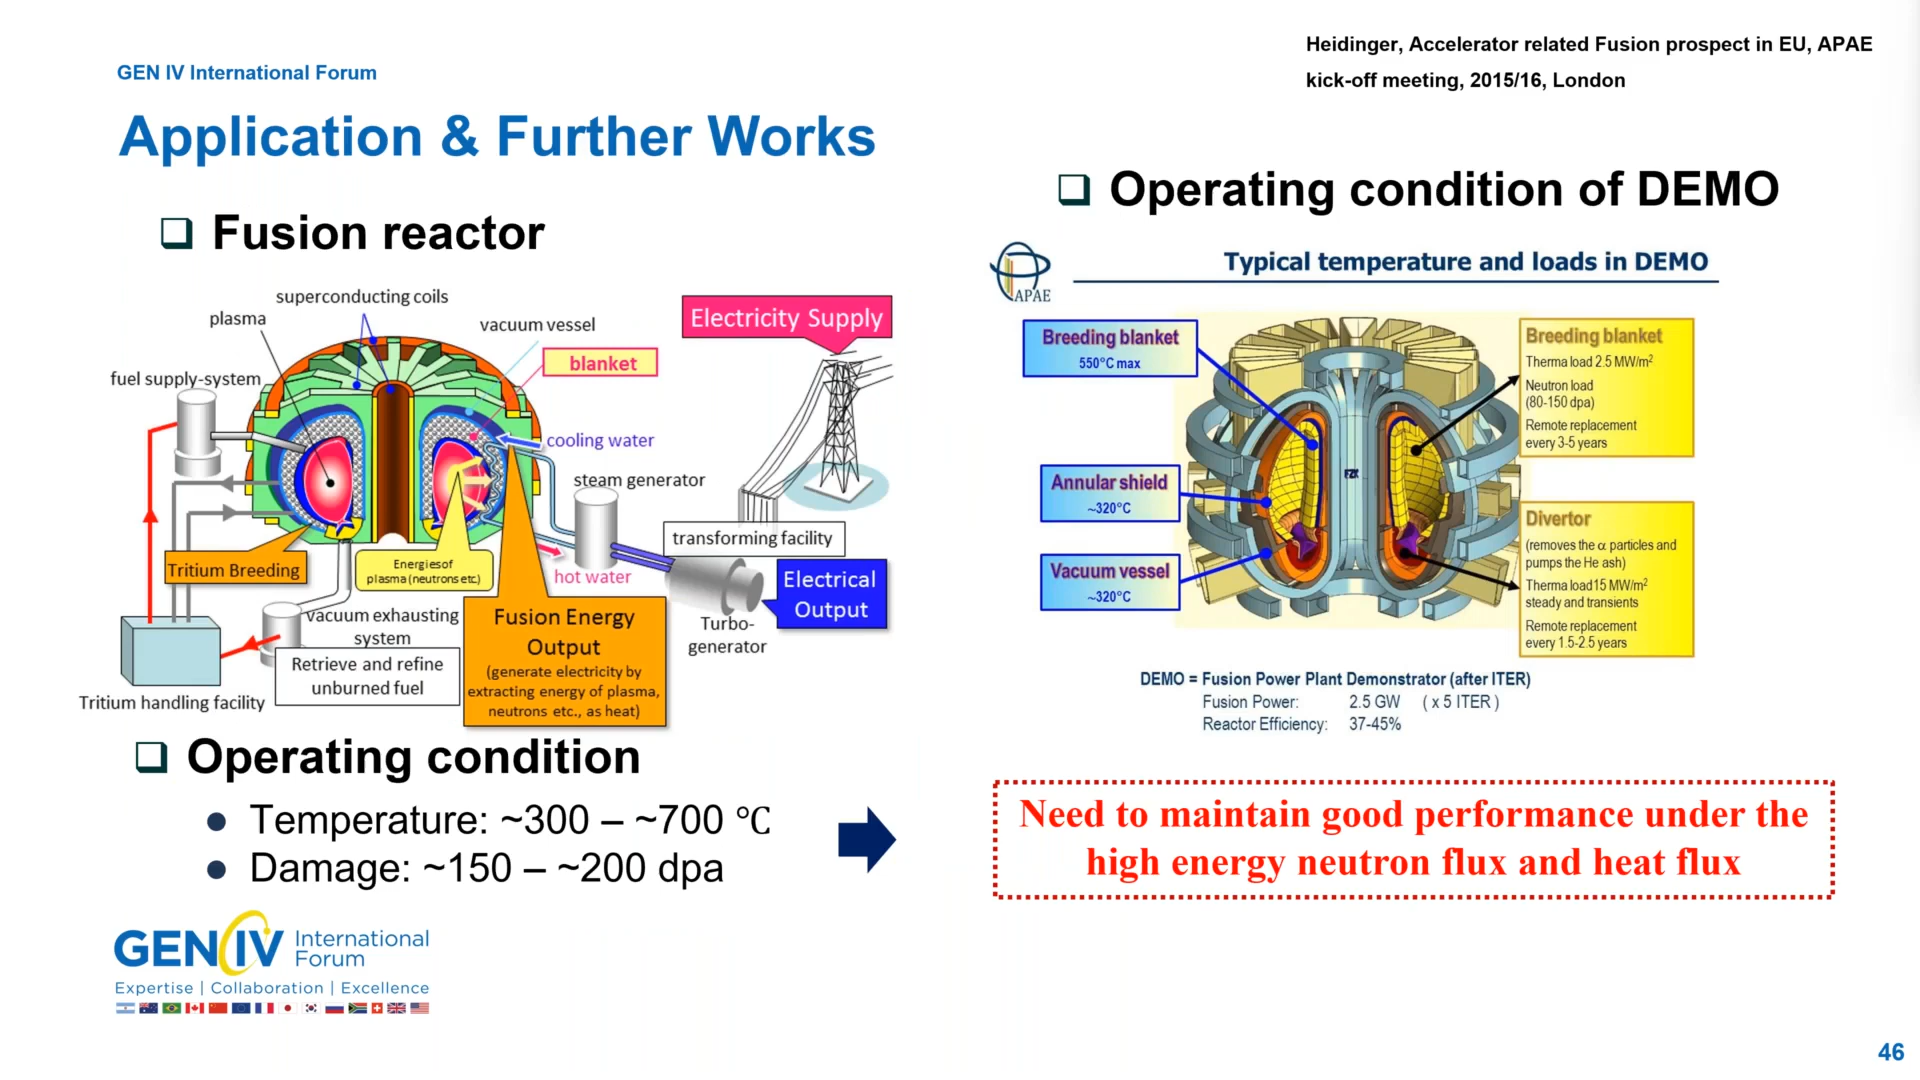 GEN IV International Forum
Heidinger, Accelerator related Fusion prospect in EU, APAE
kick-off meeting, 2015/16, London
Application & Further Works
Fusion reactor
superconducting coils
plasma
vacuum vessel
Electricity Supply
blanket
fuel supply-system
cooling water
steam generator
transforming facility
Tritium Breeding
Energies of
plasma (neutrons etc.)
hot water
Electrical
Output
vacuum exhausting
system
Fusion Energy
Output
(generate electricity by
extracting energy of plasma,
neutrons etc., as heat)
Turbo-
generator
Retrieve and refine
unburned fuel
Tritium handling facility
Operating condition
Temperature: ~300 – ~700 ℃
Damage: ~150 – ~200 dpa
Operating condition of DEMO
APAE
Typical temperature and loads in DEMO
Breeding blanket
550°C max
Annular shield
~320°C
Vacuum vessel
~320°C
FZK
Breeding blanket
Therma load 2.5 MW/m²
Neutron load
(80-150 dpa)
Remote replacement
every 3-5 years
Divertor
(removes the α particles and
pumps the He ash)
Therma load 15 MW/m²
steady and transients
Remote replacement
every 1.5-2.5 years
DEMO = Fusion Power Plant Demonstrator (after ITER)
Fusion Power: 2.5 GW ( x 5 ITER )
Reactor Efficiency: 37-45%
Need to maintain good performance under the
high energy neutron flux and heat flux
GEN IV International
Forum
Expertise | Collaboration | Excellence
46